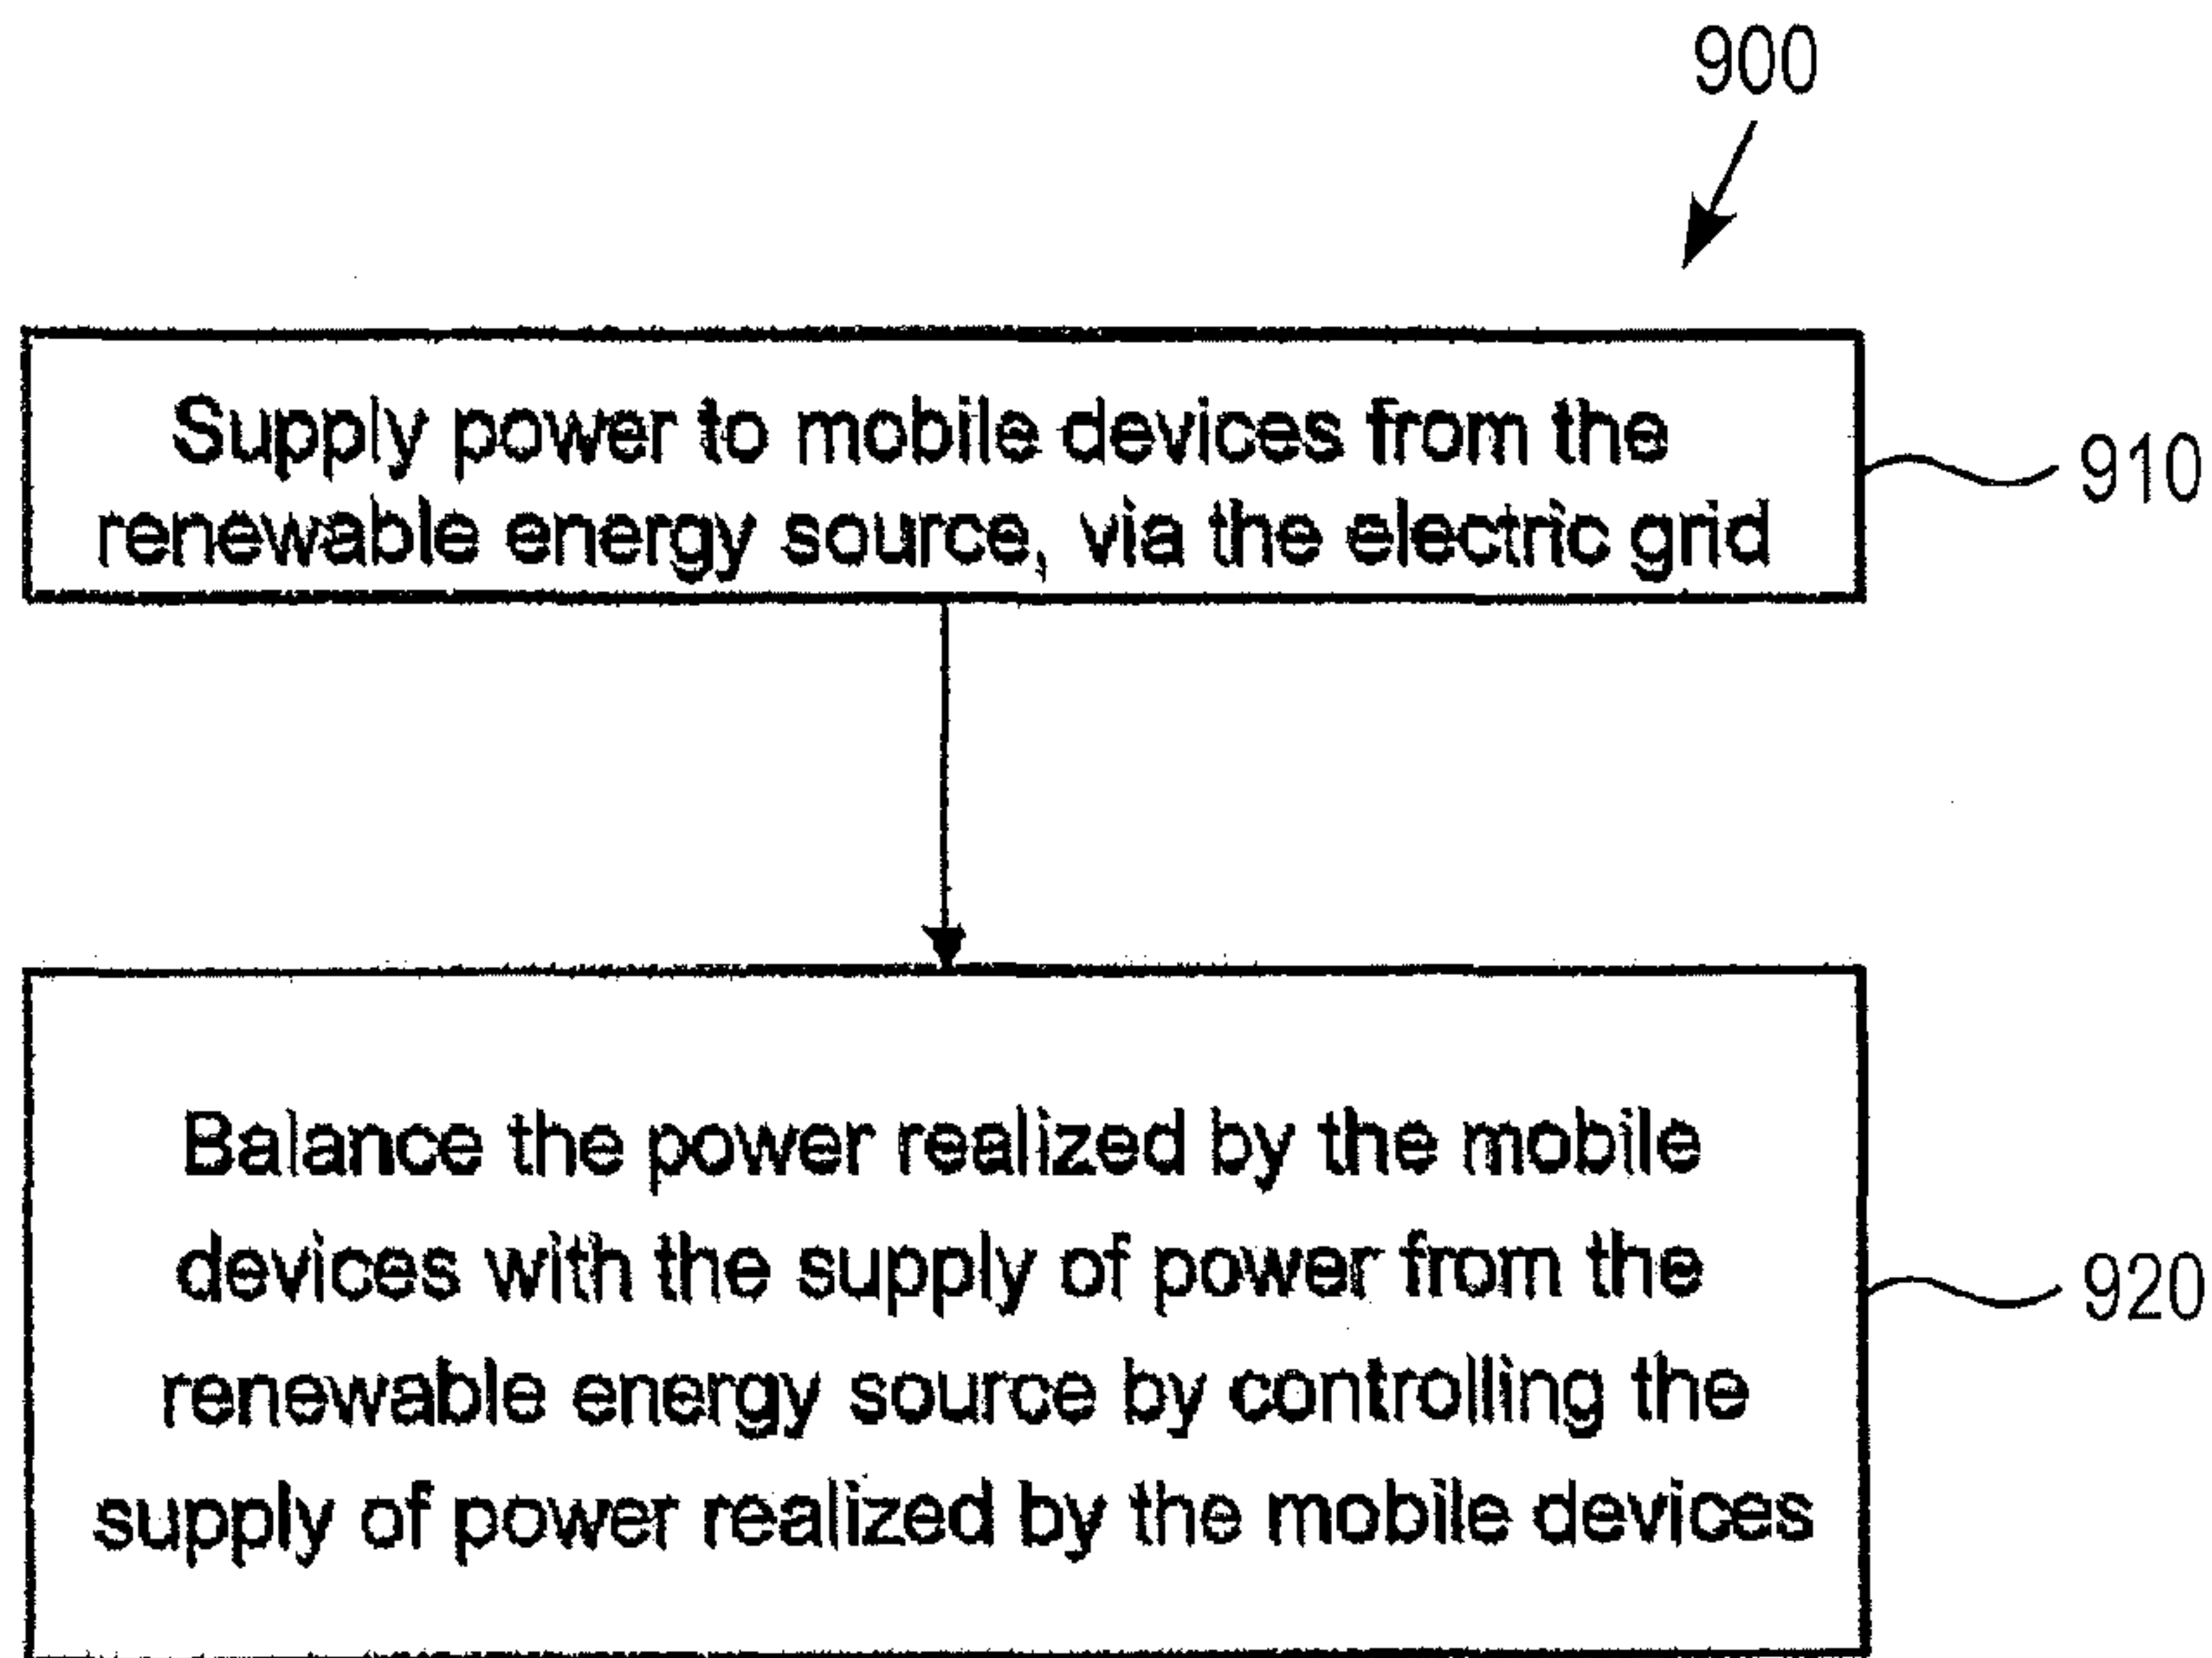 900
Supply power to mobile devices from the
renewable energy source, via the electric grid
910
Balance the power realized by the mobile
devices with the supply of power from the
renewable energy source by controlling the
supply of power realized by the mobile devices
920